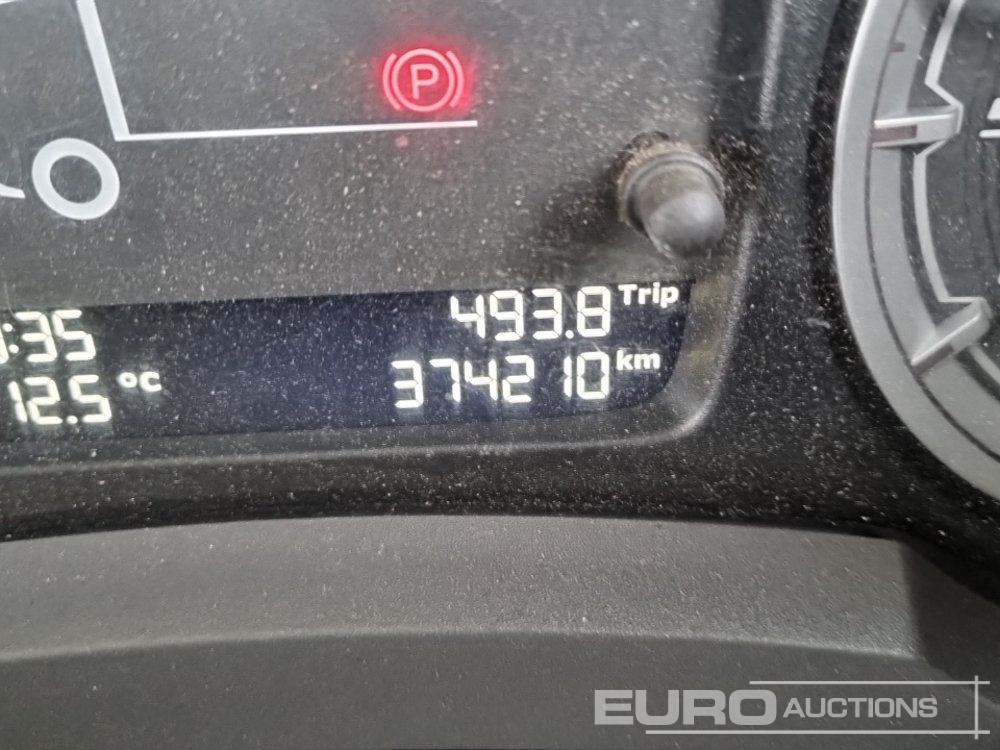 P
:35
493.8 Trip
12.5 °C
374210 km
EURO AUCTIONS